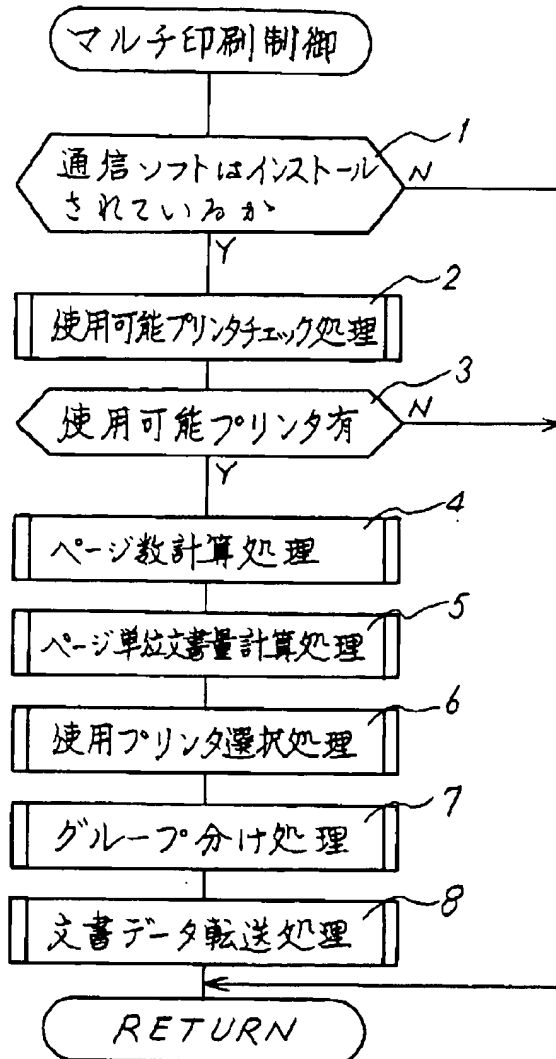 マルチ印刷制御
1
通信ソフトはインストール
されているか
N
Y
2
使用可能プリンタチェック処理
3
使用可能プリンタ有
N
Y
4
ページ数計算処理
5
ページ単位文書量計算処理
6
使用プリンタ選択処理
7
グループ分け処理
8
文書データ転送処理
RETURN